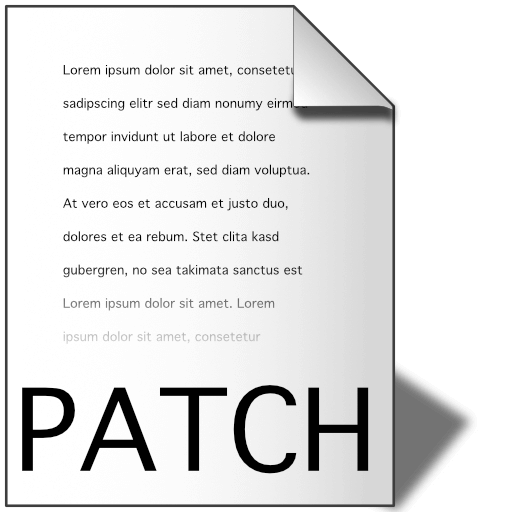 Lorem ipsum dolor sit amet, consetetu
sadipscing elitr sed diam nonumy eirm
tempor invidunt ut labore et dolore
magna aliquyam erat, sed diam voluptua.
At vero eos et accusam et justo duo,
dolores et ea rebum. Stet clita kasd
gubergren, no sea takimata sanctus est
Lorem ipsum dolor sit amet. Lorem
ipsum dolor sit amet, consetetur
PATCH